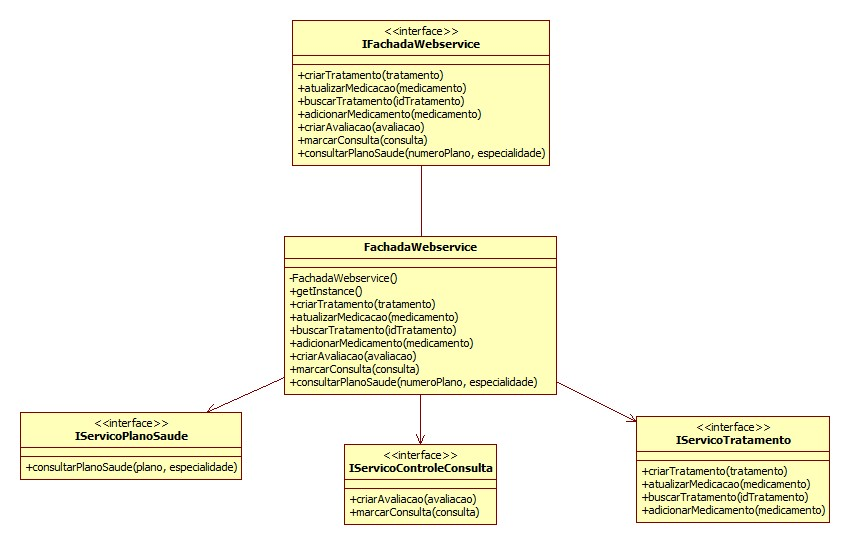 <<interface>>
IFachadaWebservice
+criarTratamento(tratamento)
+atualizarMedicacao(medicamento)
+buscarTratamento(idTratamento)
+adicionarMedicamento(medicamento)
+criarAvaliacao(avaliacao)
+marcarConsulta(consulta)
+consultarPlanoSaude(numeroPlano, especialidade)
FachadaWebservice
-FachadaWebservice()
+getInstance()
+criarTratamento(tratamento)
+atualizarMedicacao(medicamento)
+buscarTratamento(idTratamento)
+adicionarMedicamento(medicamento)
+criarAvaliacao(avaliacao)
+marcarConsulta(consulta)
+consultarPlanoSaude(numeroPlano, especialidade)
<<interface>>
IServicoPlanoSaude
+consultarPlanoSaude(plano, especialidade)
<<interface>>
IServicoControleConsulta
+criarAvaliacao(avaliacao)
+marcarConsulta(consulta)
<<interface>>
IServicoTratamento
+criarTratamento(tratamento)
+atualizarMedicacao(medicamento)
+buscarTratamento(idTratamento)
+adicionarMedicamento(medicamento)